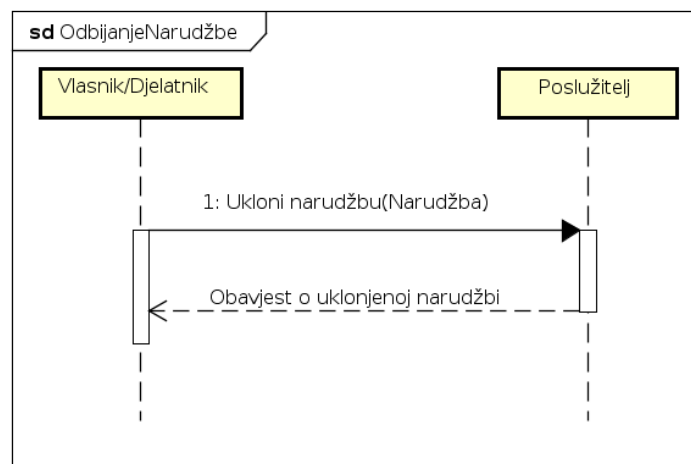 sd OdbijanjeNarudžbe
Vlasnik/Djelatnik
Poslužitelj
1: Ukloni narudžbu(Narudžba)
Obavjest o uklonjenoj narudžbi